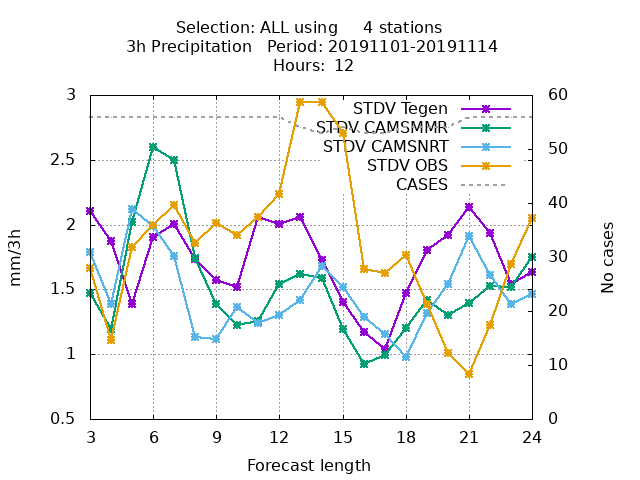 Selection: ALL using     4 stations
3h Precipitation   Period: 20191101-20191114
Hours:  12
STDV Tegen
STDV CAMSMMR
STDV CAMSNRT
STDV OBS
CASES
3
2.5
2
1.5
1
0.5
60
50
40
30
20
10
0
mm/3h
No cases
3 6 9 12 15 18 21 24
Forecast length